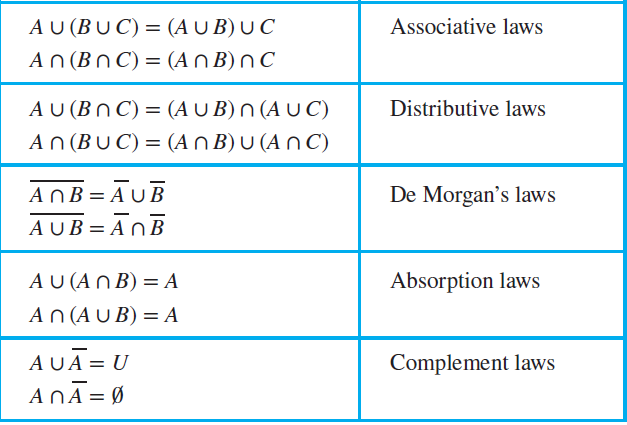 A ∪ (B ∪ C) = (A ∪ B) ∪ C Associative laws
A ∩ (B ∩ C) = (A ∩ B) ∩ C
A ∪ (B ∩ C) = (A ∪ B) ∩ (A ∪ C) Distributive laws
A ∩ (B ∪ C) = (A ∩ B) ∪ (A ∩ C)
A̅ ̅∩̅ ̅B̅ = A̅ ∪ B̅ De Morgan's laws
A̅ ̅∪̅ ̅B̅ = A̅ ∩ B̅
A ∪ (A ∩ B) = A Absorption laws
A ∩ (A ∪ B) = A
A ∪ A̅ = U Complement laws
A ∩ A̅ = Ø